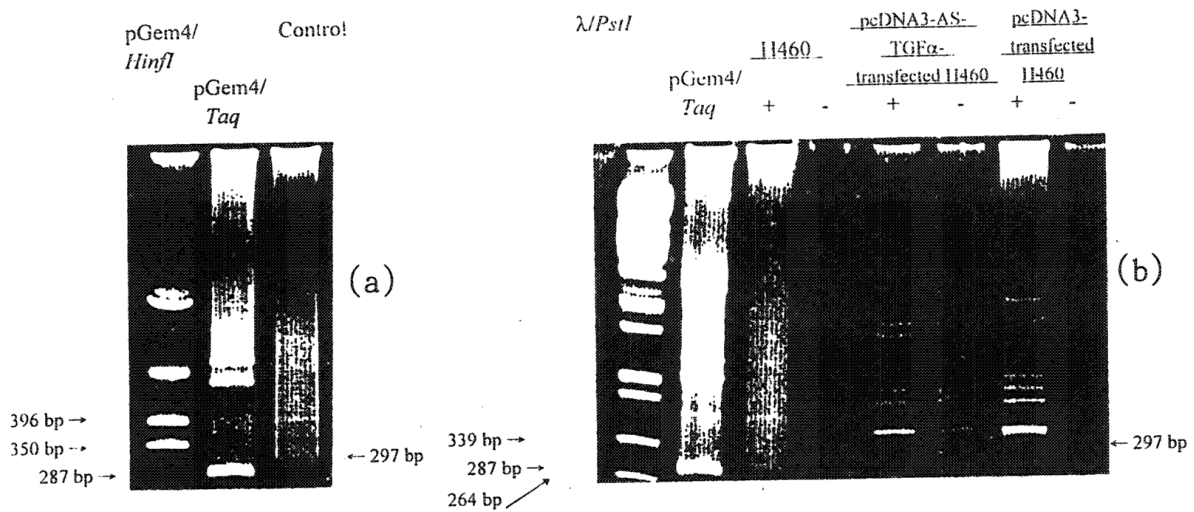 pGem4/
HinfI
Control
pGem4/
Taq
(a)
396 bp →
350 bp →
287 bp →
← 297 bp
λ/PstI
pGem4/
Taq
H460
+ -
pcDNA3-AS-
TGFα-
transfected H460
+ -
pcDNA3-
transfected
H460
+ -
(b)
339 bp →
287 bp →
264 bp
← 297 bp